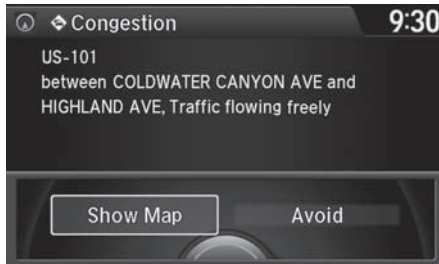 Congestion
9:30
US-101
between COLDWATER CANYON AVE and
HIGHLAND AVE, Traffic flowing freely
Show Map
Avoid